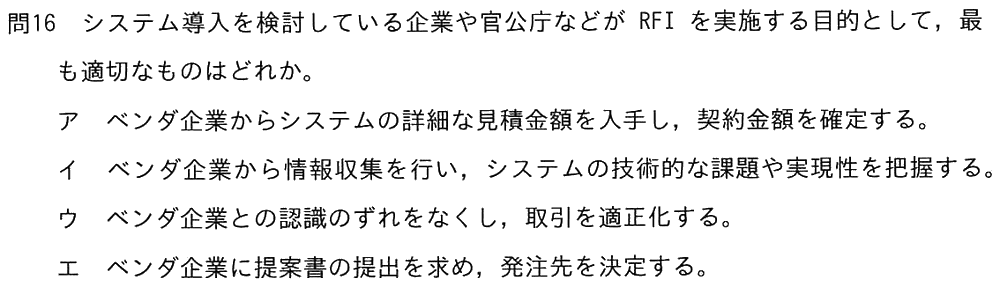 問16 システム導入を検討している企業や官公庁などが RFI を実施する目的として，最
も適切なものはどれか。
ア ベンダ企業からシステムの詳細な見積金額を入手し，契約金額を確定する。
イ ベンダ企業から情報収集を行い，システムの技術的な課題や実現性を把握する。
ウ ベンダ企業との認識のずれをなくし，取引を適正化する。
エ ベンダ企業に提案書の提出を求め，発注先を決定する。